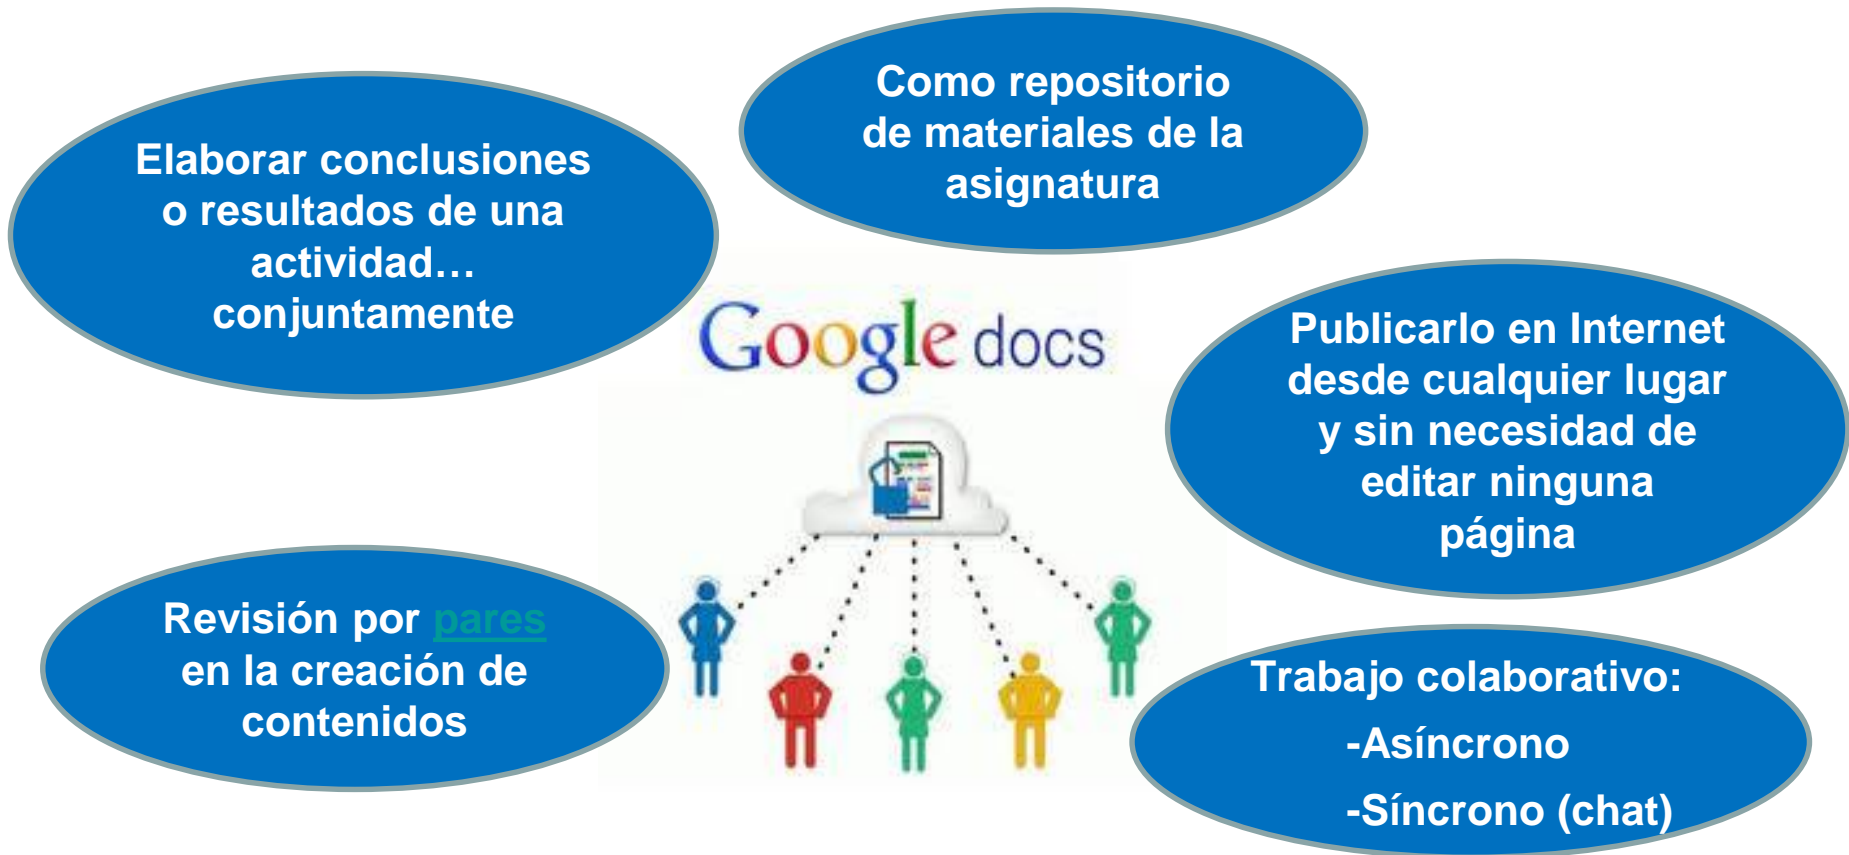 Como repositorio
de materiales de la
asignatura
Elaborar conclusiones
o resultados de una
actividad…
conjuntamente
Google docs
Publicarlo en Internet
desde cualquier lugar
y sin necesidad de
editar ninguna
página
Revisión por pares
en la creación de
contenidos
Trabajo colaborativo:
-Asíncrono
-Síncrono (chat)